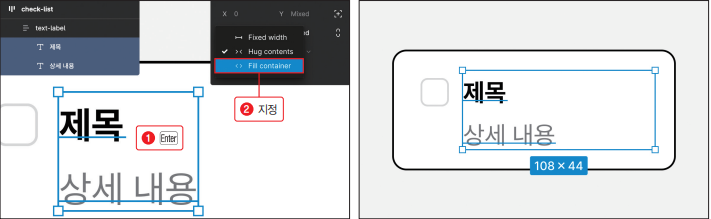 check-list
text-label
제목
상세 내용
X 0 Y Mixed
Fixed width
Hug contents
Fill container
2 지정
제목
1 Enter
상세 내용
제목
상세 내용
108 × 44